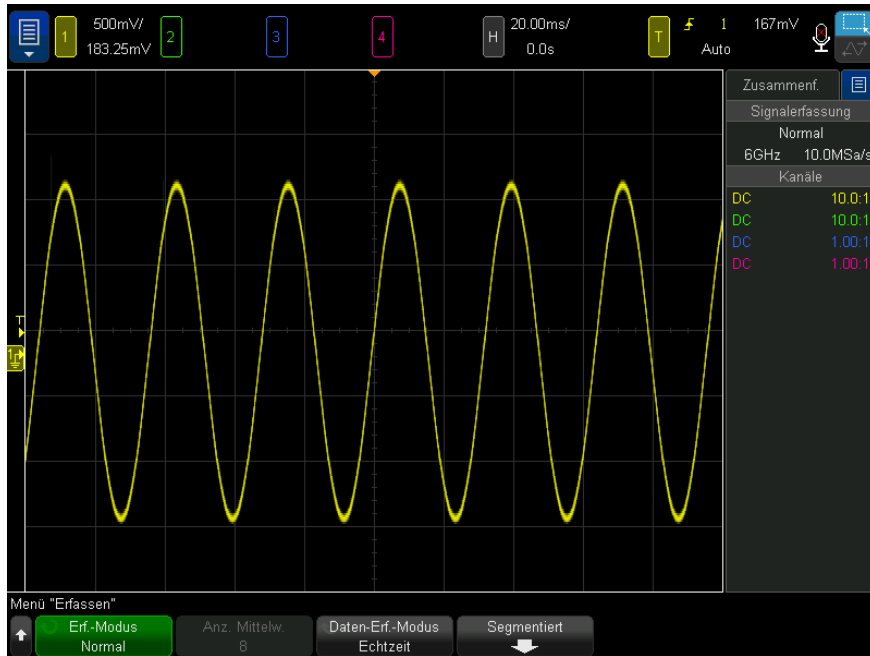 500mV/ 20.00ms/ 1 167mV
1 2 3 4 H T
183.25mV 0.0s Auto
Zusammenf.
Signalerfassung
Normal
6GHz 10.0MSa/s
Kanäle
DC 10.0:1
DC 10.0:1
DC 1.00:1
DC 1.00:1
T
1
Menü "Erfassen"
Erf.-Modus Anz. Mittelw. Daten-Erf.-Modus Segmentiert
Normal 8 Echtzeit